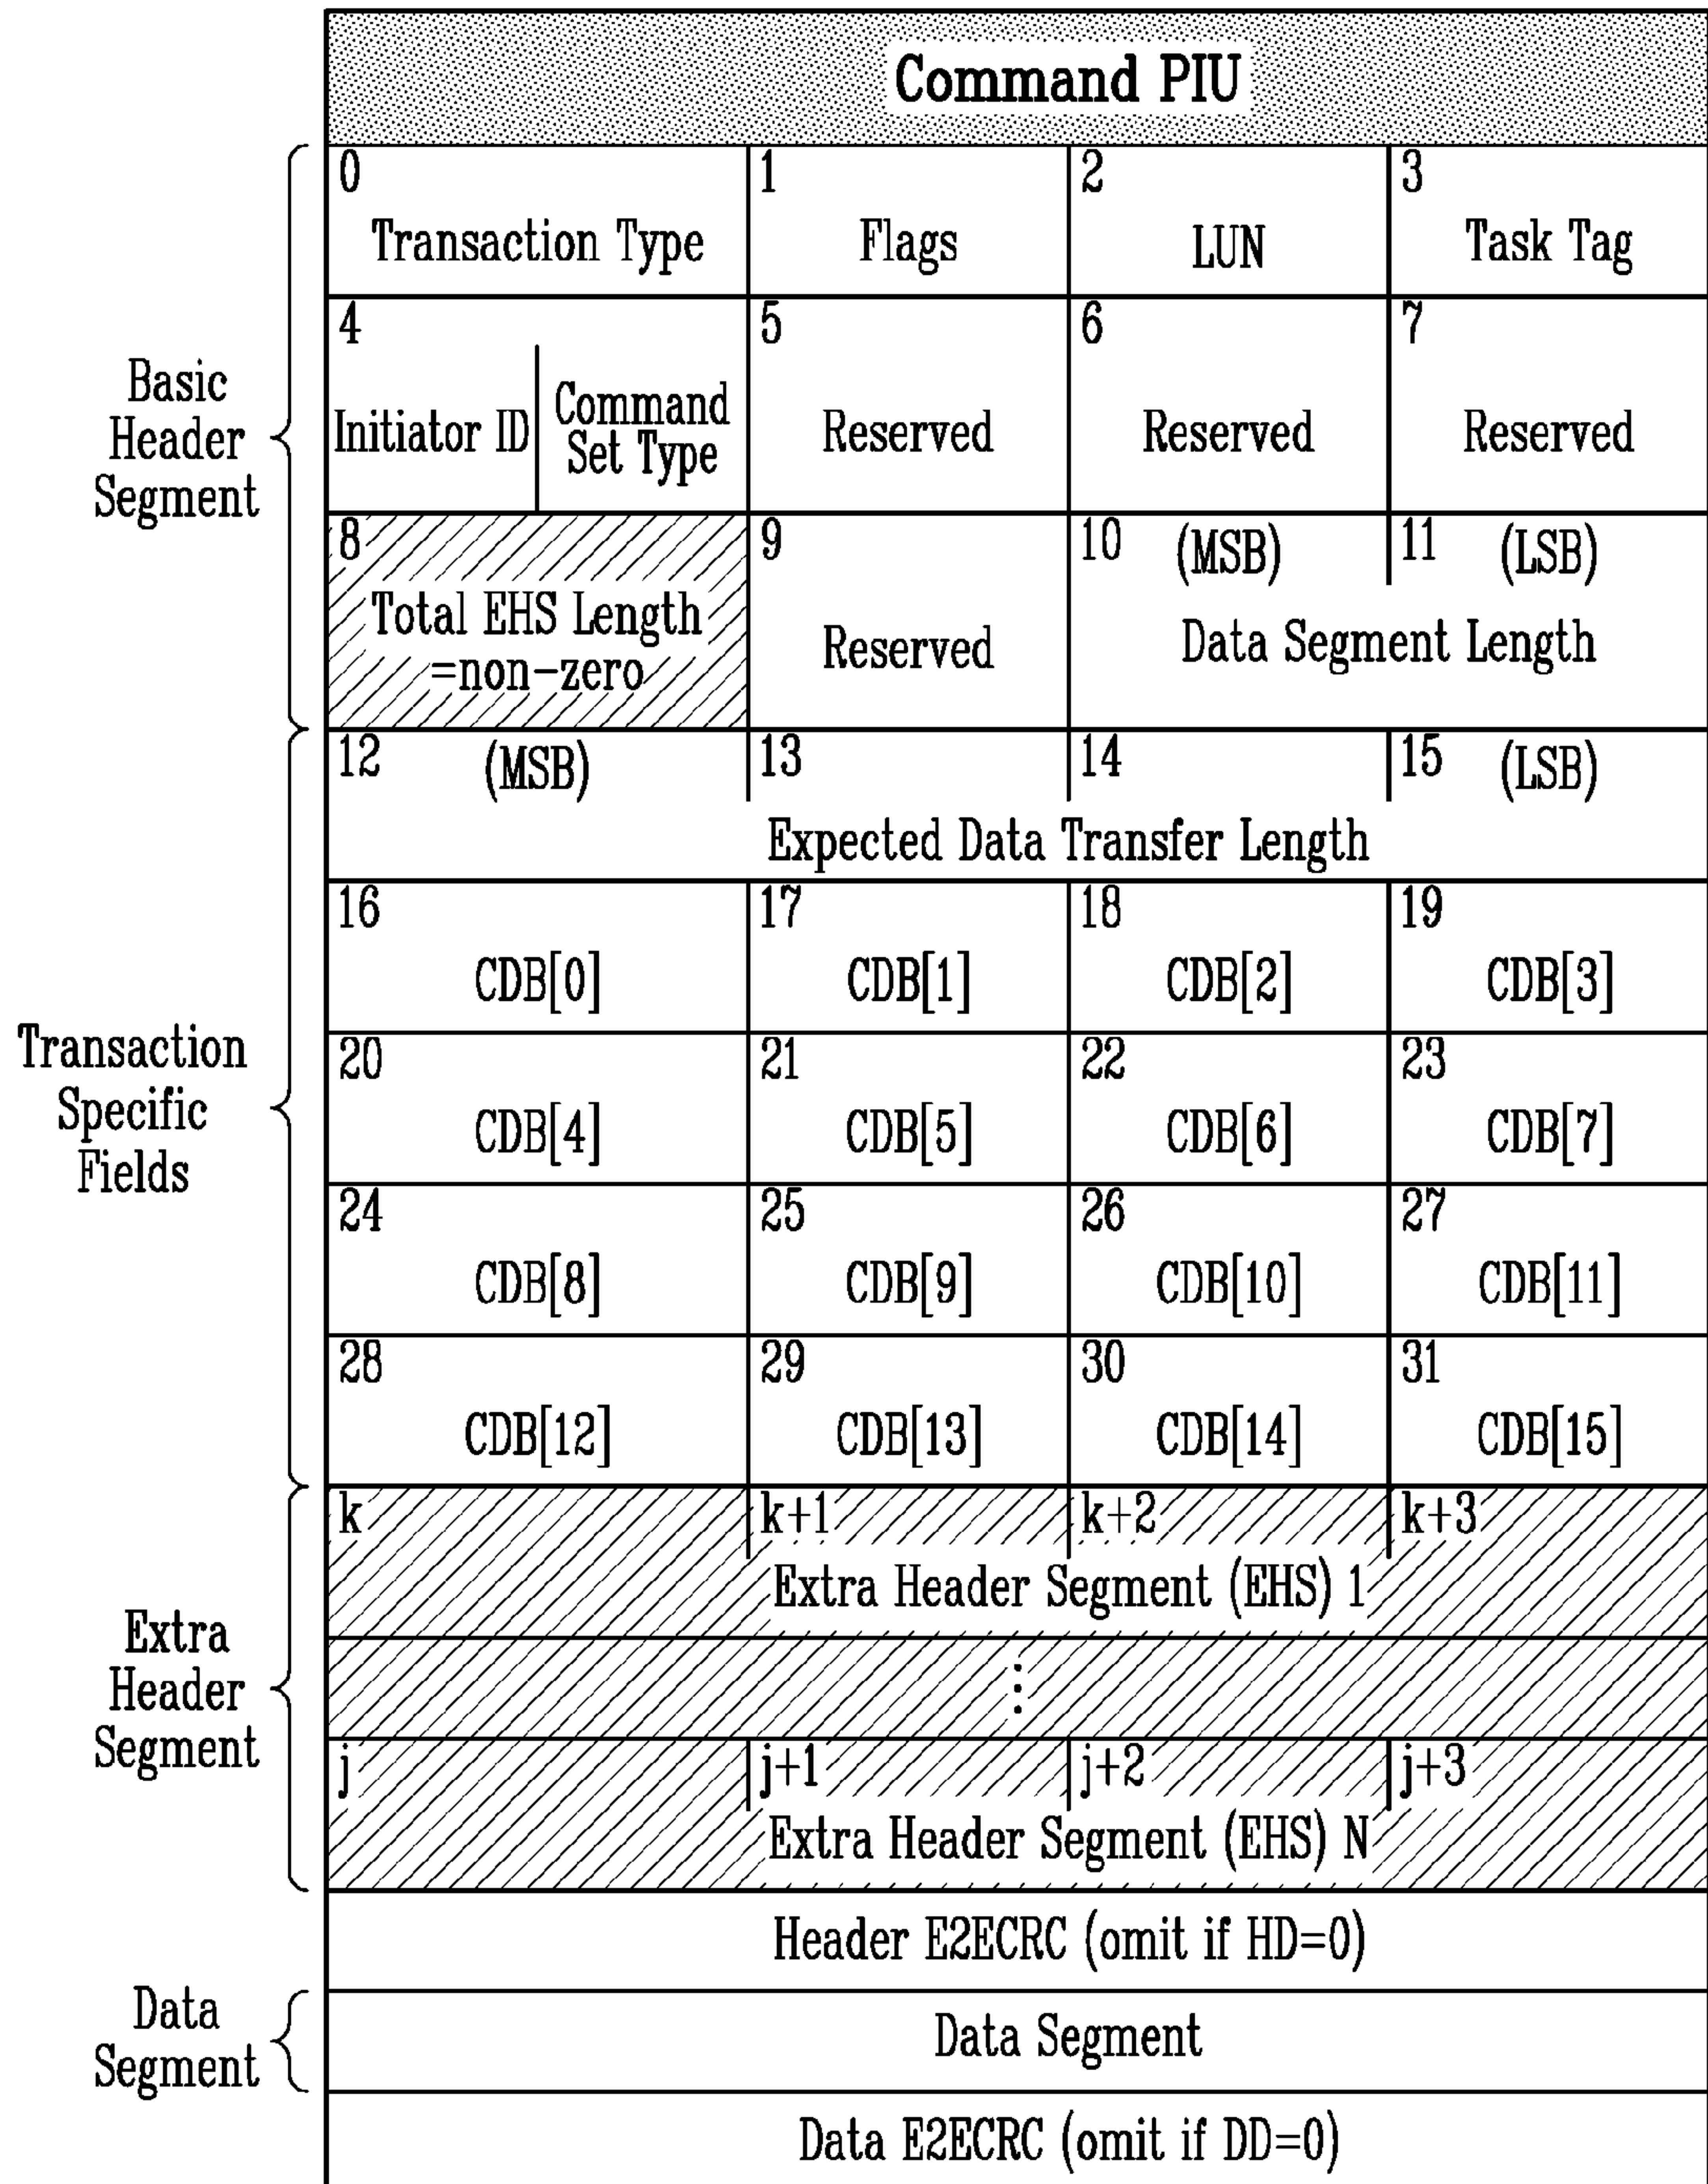 Command PIU
Basic
Header
Segment
0
Transaction Type
1
Flags
2
LUN
3
Task Tag
4
Initiator ID
Command
Set Type
5
Reserved
6
Reserved
7
Reserved
8
Total EHS Length
=non-zero
9
Reserved
10 (MSB)
11 (LSB)
Data Segment Length
Transaction
Specific
Fields
12 (MSB)
13
14
15 (LSB)
Expected Data Transfer Length
16
CDB[0]
17
CDB[1]
18
CDB[2]
19
CDB[3]
20
CDB[4]
21
CDB[5]
22
CDB[6]
23
CDB[7]
24
CDB[8]
25
CDB[9]
26
CDB[10]
27
CDB[11]
28
CDB[12]
29
CDB[13]
30
CDB[14]
31
CDB[15]
Extra
Header
Segment
k
k+1
k+2
k+3
Extra Header Segment (EHS) 1
⋮
j
j+1
j+2
j+3
Extra Header Segment (EHS) N
Header E2ECRC (omit if HD=0)
Data
Segment
Data Segment
Data E2ECRC (omit if DD=0)